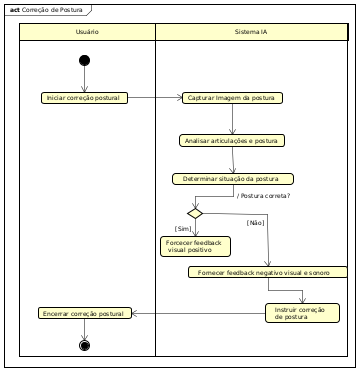 act Correção de Postura
Usuário
Sistema IA
Iniciar correção postural
Capturar Imagem da postura
Analisar articulações e postura
Determinar situação da postura
/ Postura correta?
[Sim]
[Não]
Forcecer feedback
visual positivo
Fornecer feedback negativo visual e sonoro
Instruir correção
de postura
Encerrar correção postural